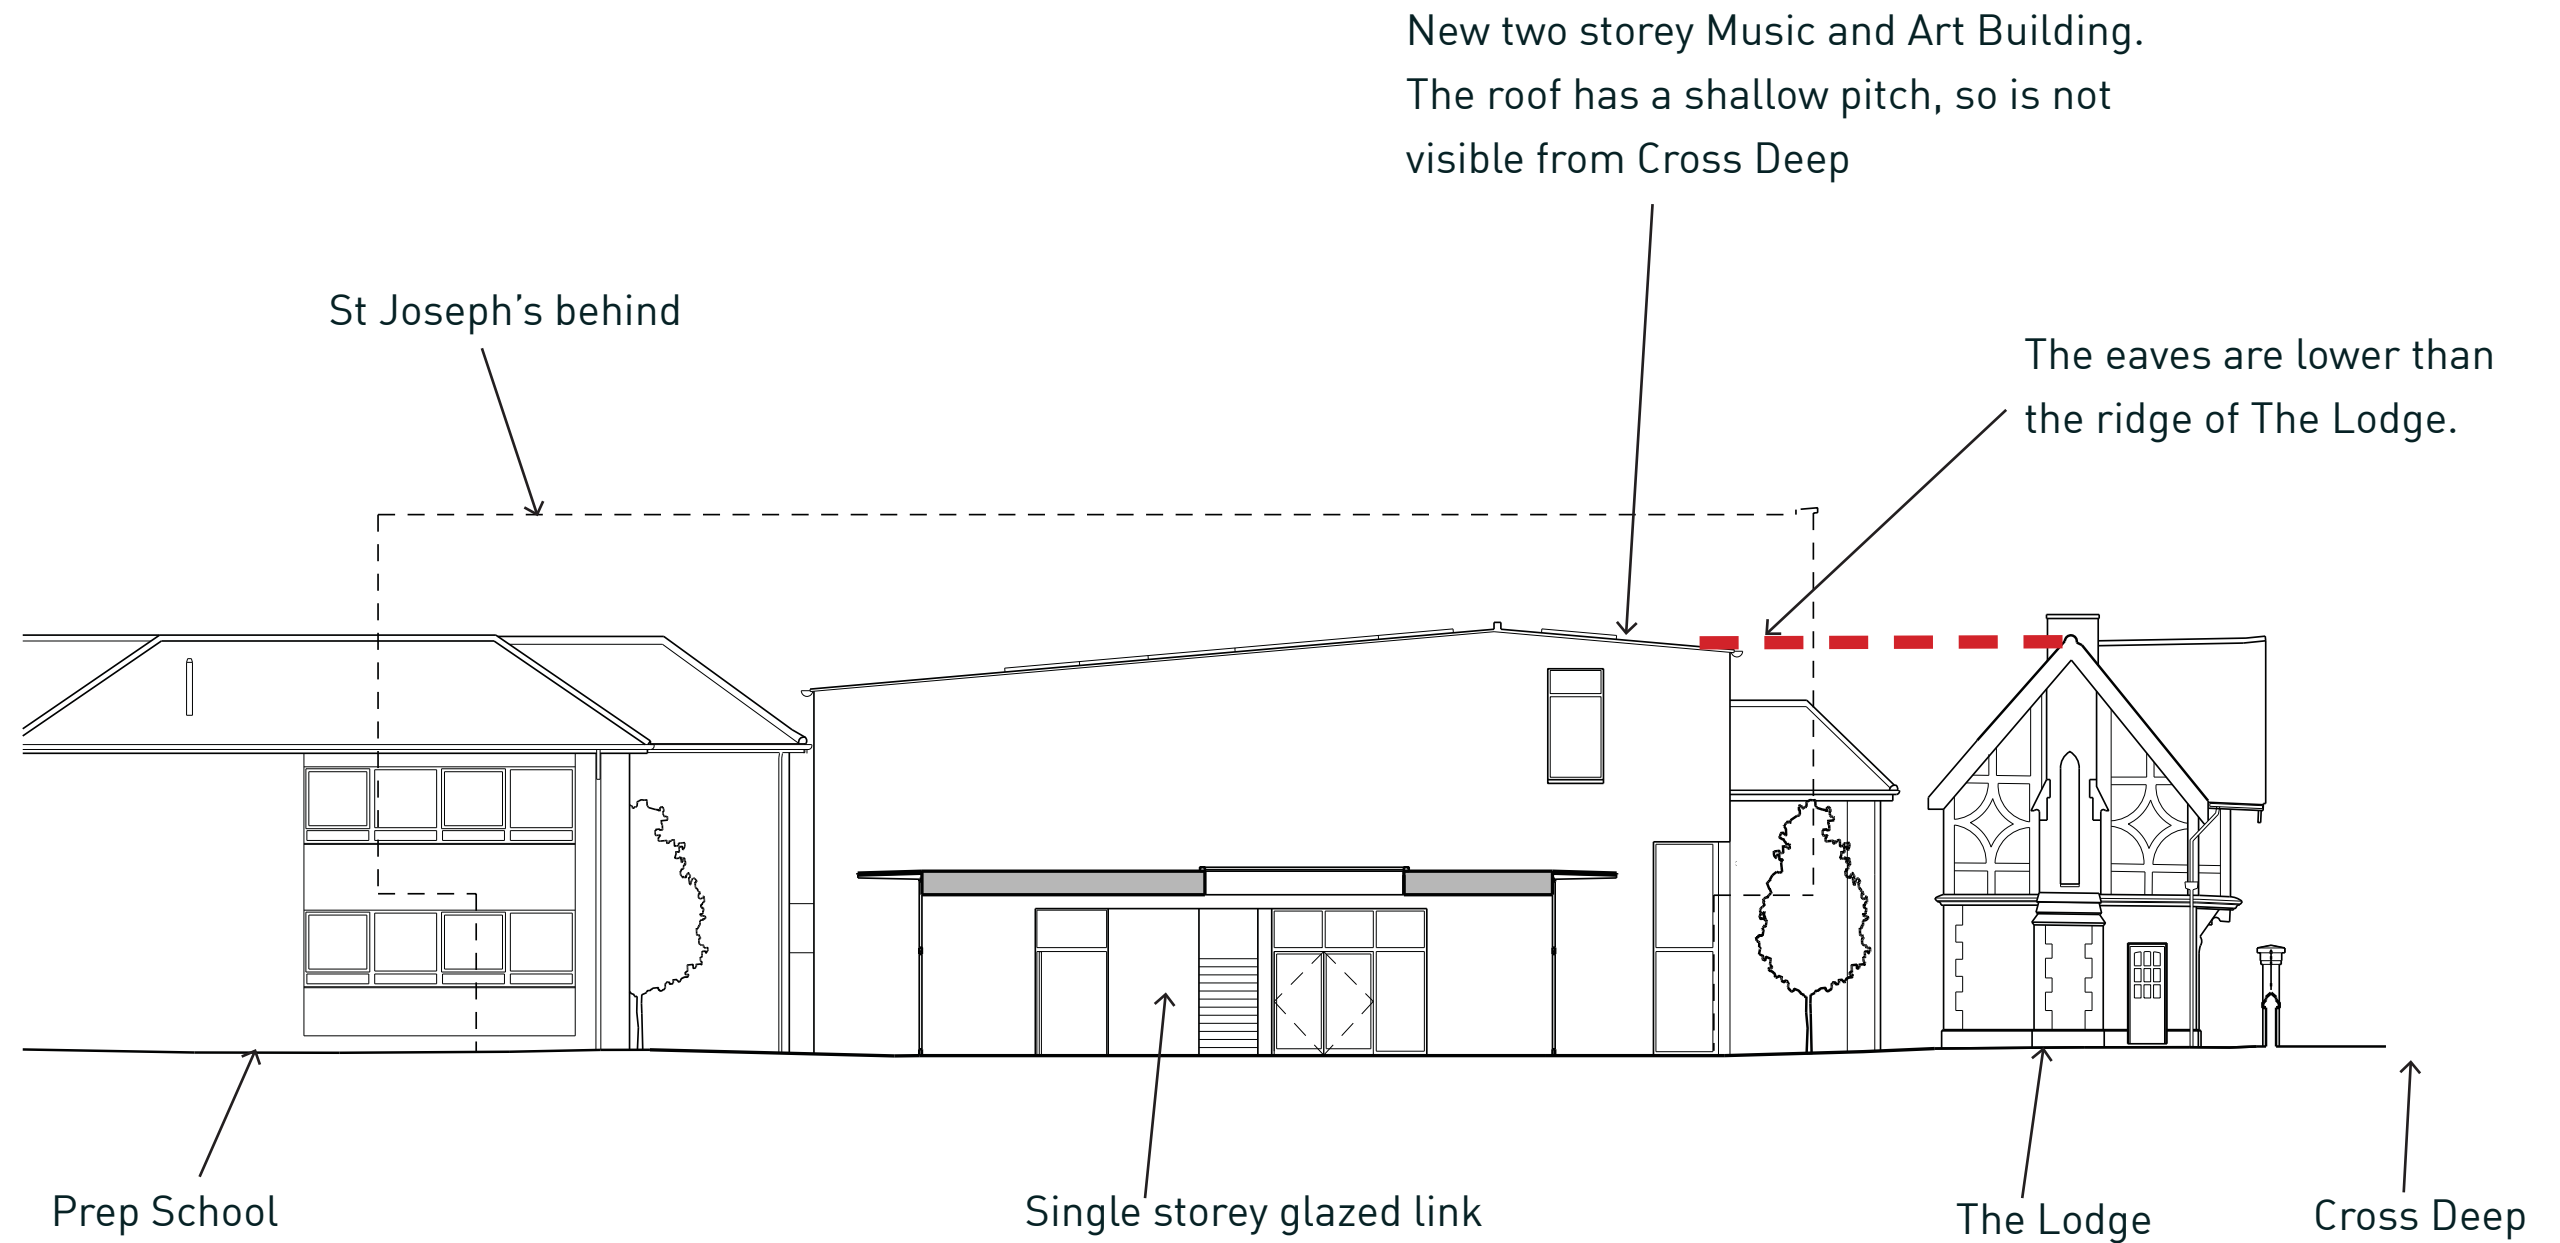 New two storey Music and Art Building.
The roof has a shallow pitch, so is not
visible from Cross Deep
St Joseph’s behind
The eaves are lower than
the ridge of The Lodge.
Prep School
Single storey glazed link
The Lodge
Cross Deep